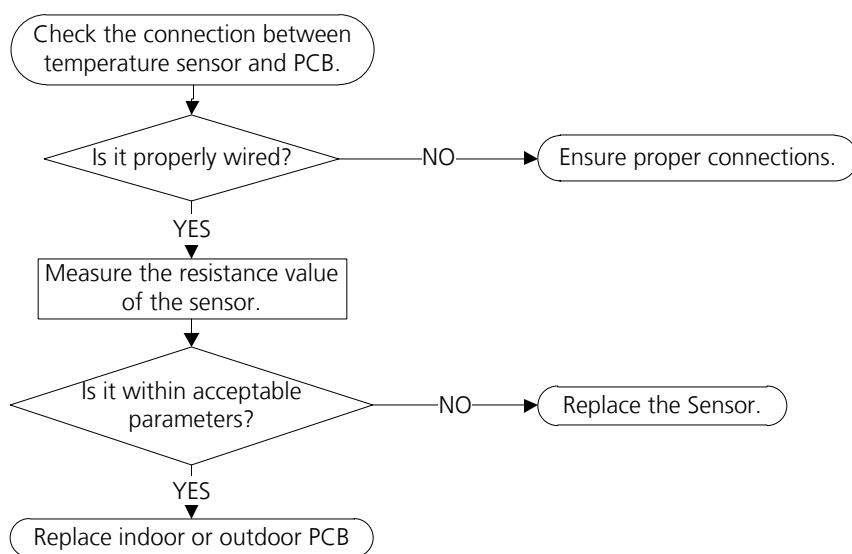 Check the connection between
temperature sensor and PCB.
Is it properly wired?
NO
Ensure proper connections.
YES
Measure the resistance value
of the sensor.
Is it within acceptable
parameters?
NO
Replace the Sensor.
YES
Replace indoor or outdoor PCB